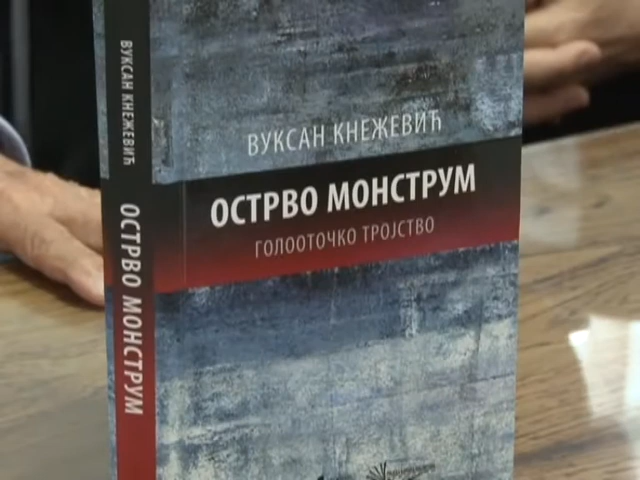 ВУКСАН КНЕЖЕВИЋ
ОСТРВО МОНСТРУМ
ВУКСАН КНЕЖЕВИЋ
ОСТРВО МОНСТРУМ
ГОЛООТОЧКО ТРОЈСТВО